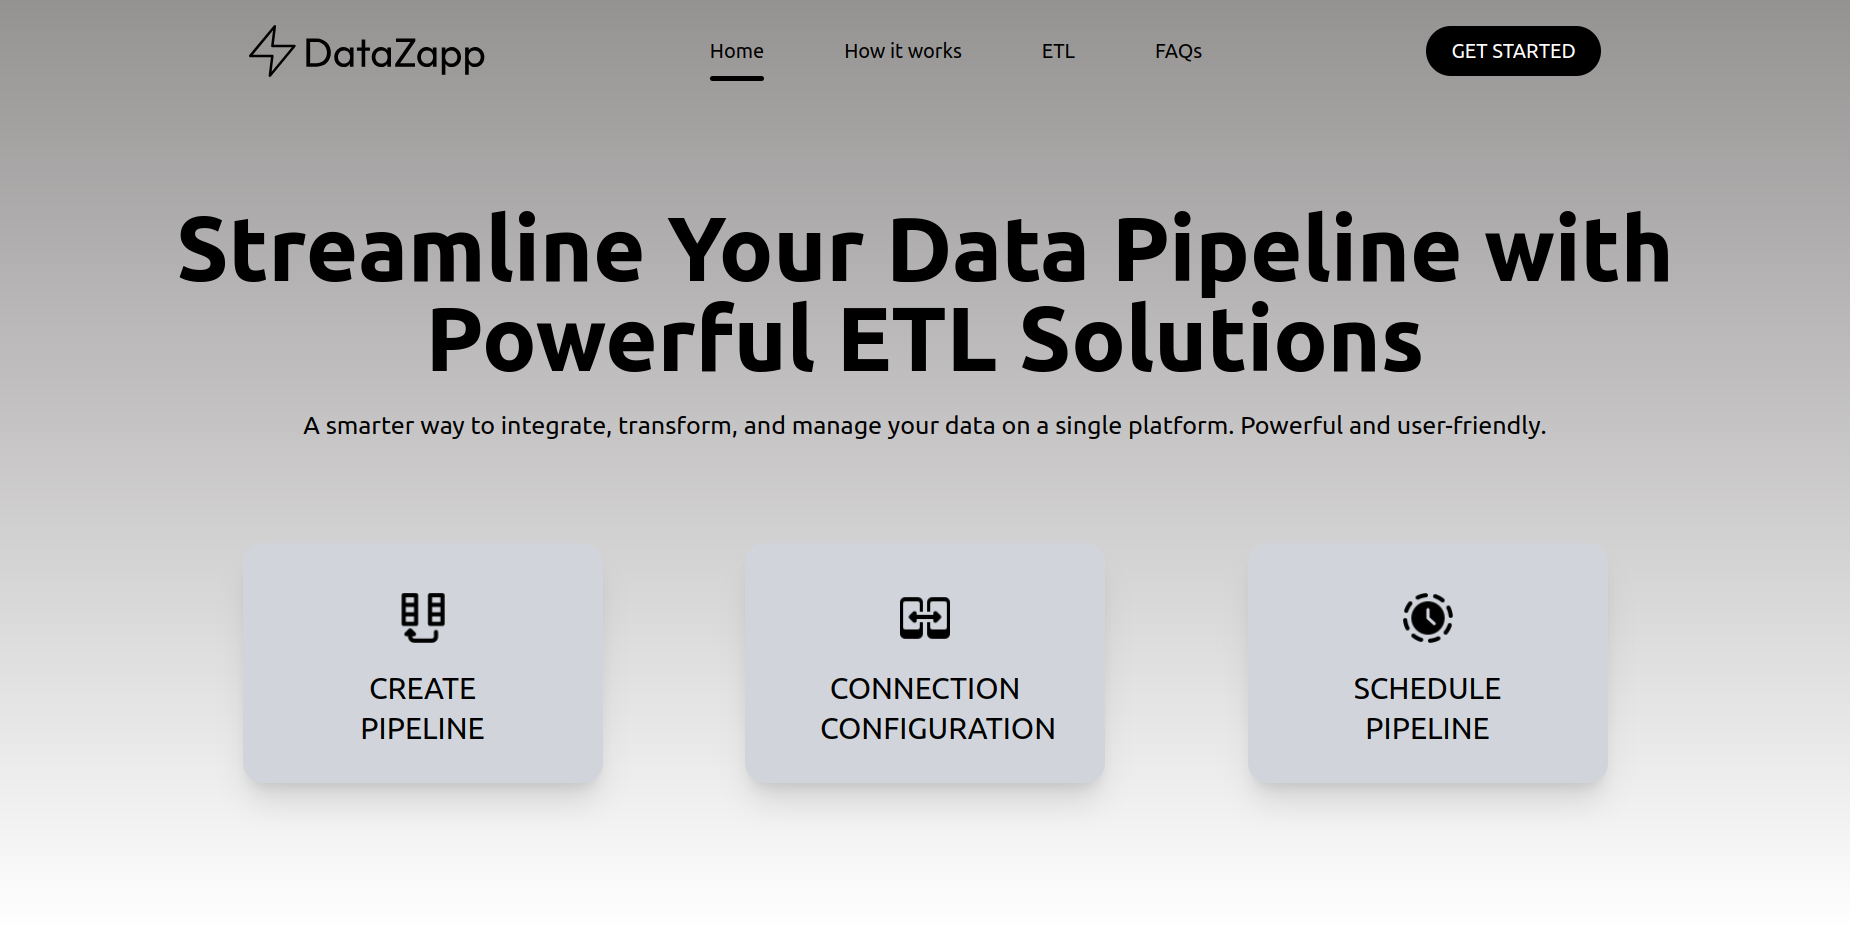 DataZapp
Home
How it works
ETL
FAQs
GET STARTED
Streamline Your Data Pipeline with
Powerful ETL Solutions
A smarter way to integrate, transform, and manage your data on a single platform. Powerful and user-friendly.
CREATE
PIPELINE
CONNECTION
CONFIGURATION
SCHEDULE
PIPELINE